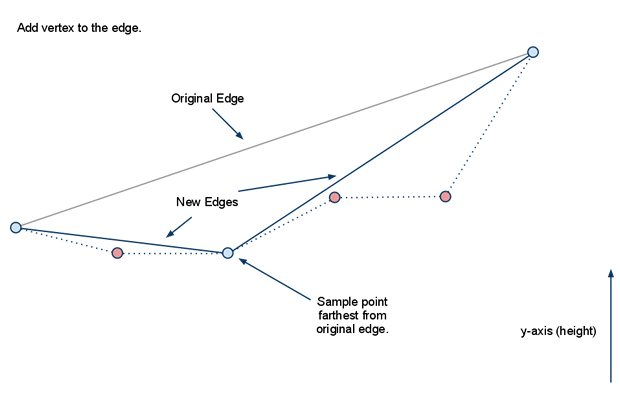 Add vertex to the edge.
Original Edge
New Edges
Sample point
farthest from
original edge.
y-axis (height)